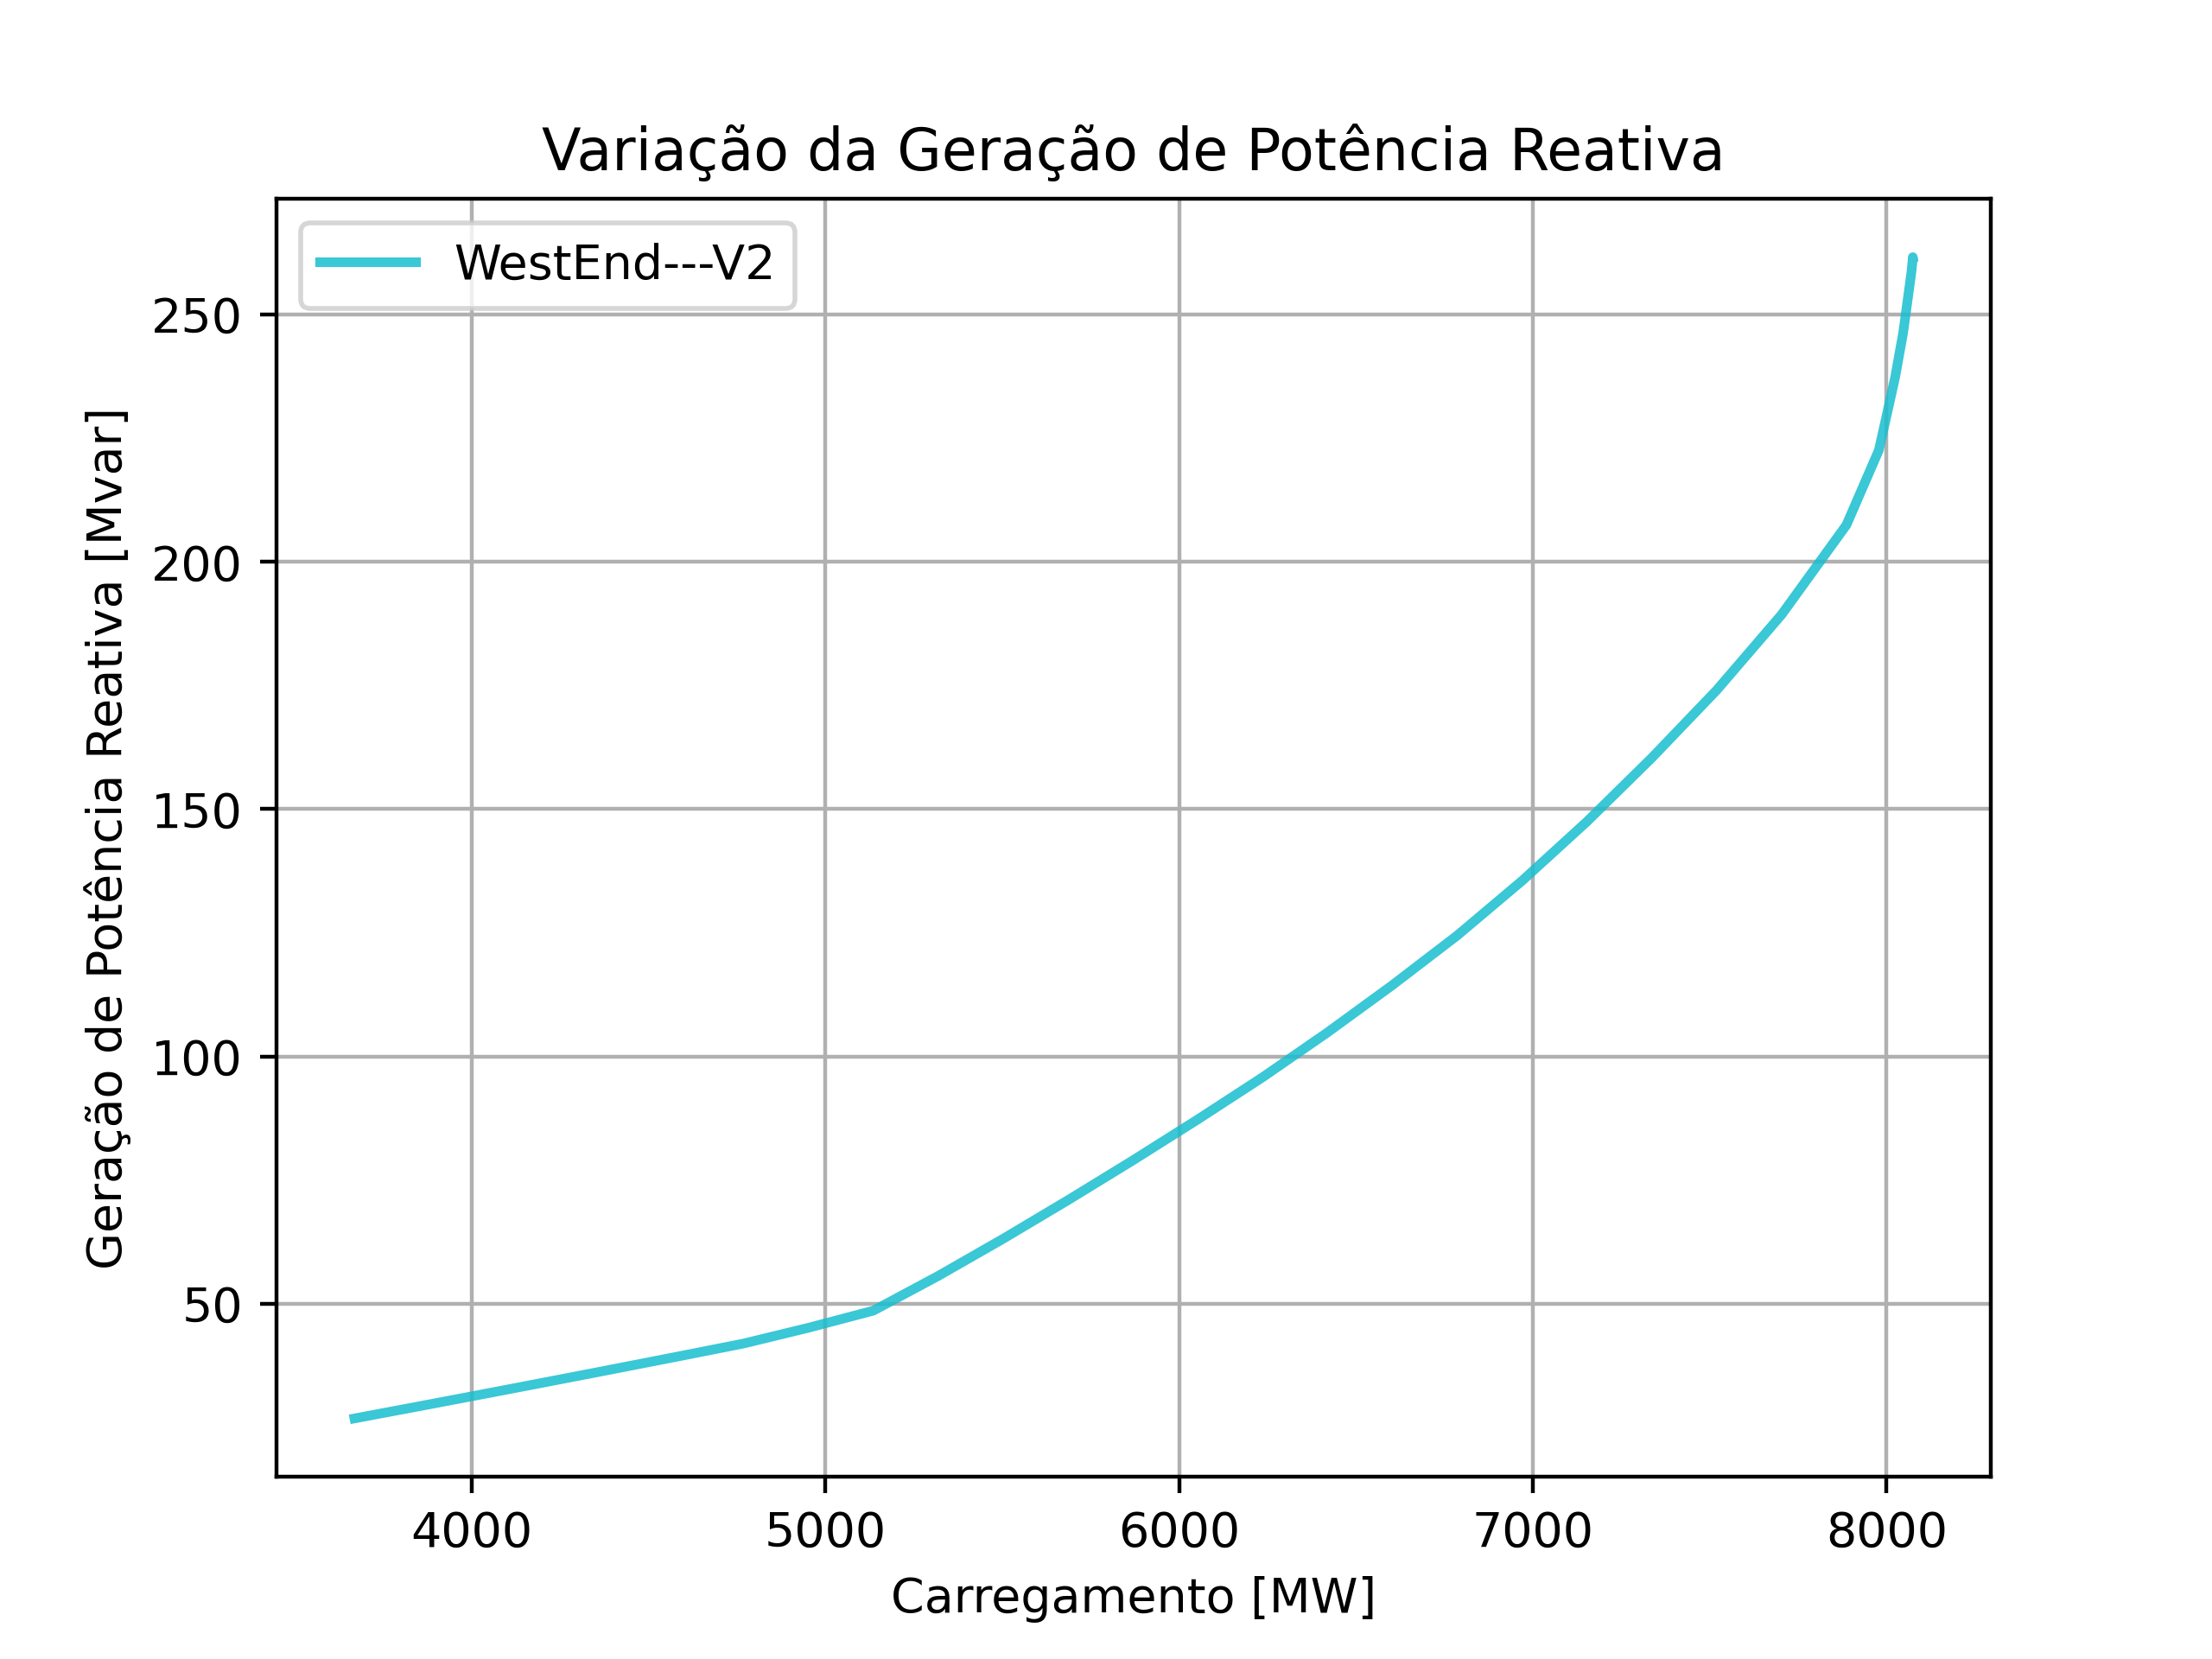 Variação da Geração de Potência Reativa
WestEnd---V2
Geração de Potência Reativa [Mvar]
250
200
150
100
50
4000 5000 6000 7000 8000
Carregamento [MW]